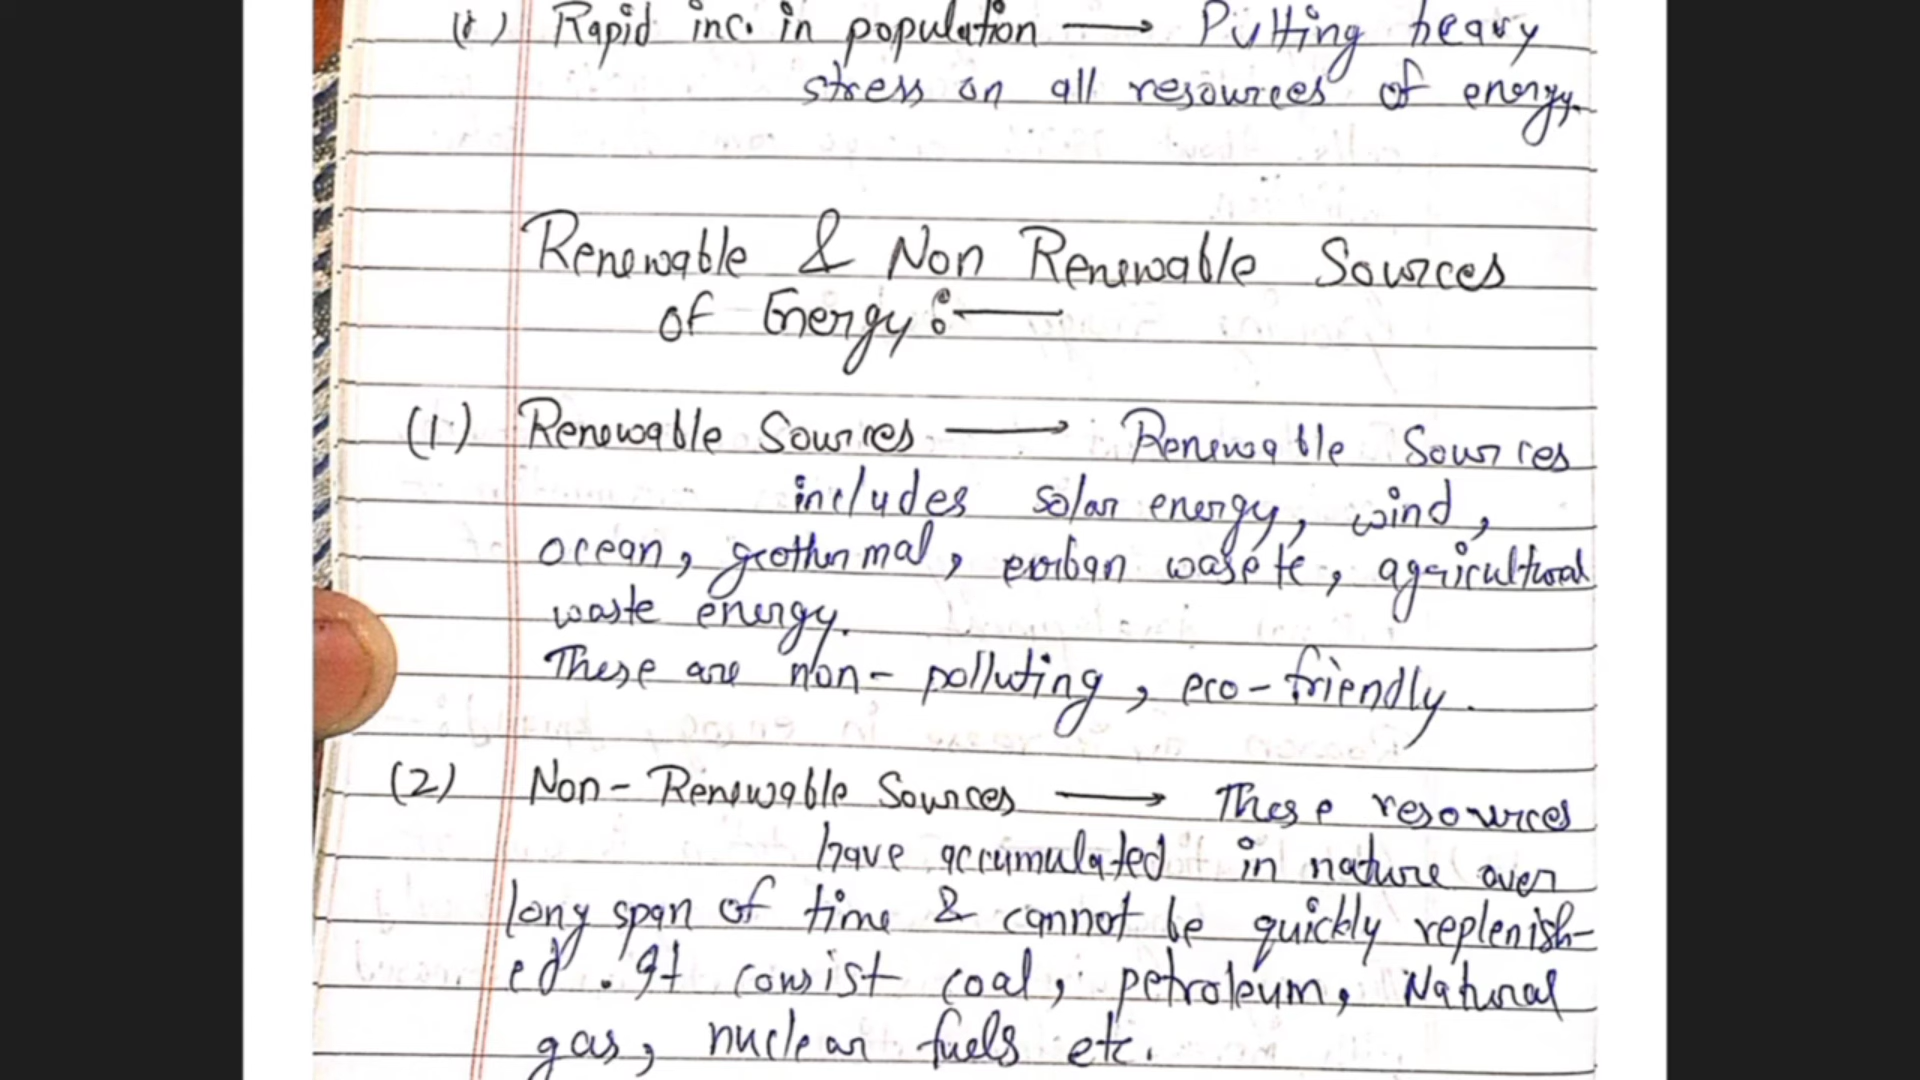 Rapid inc. in population → Putting heavy
stress on all resources of energy.
Renewable & Non Renewable Sources
of Energy :—
(1) Renewable Sources → Renewable Sources
includes solar energy, wind,
ocean, geothermal, waste, agricultural
waste energy.
These are non-polluting, eco-friendly.
(2) Non-Renewable Sources → These resources
have accumulated in nature over
long span of time & cannot be quickly replenish-
ed. It consist coal, petroleum, Natural
gas, nuclear fuels etc.